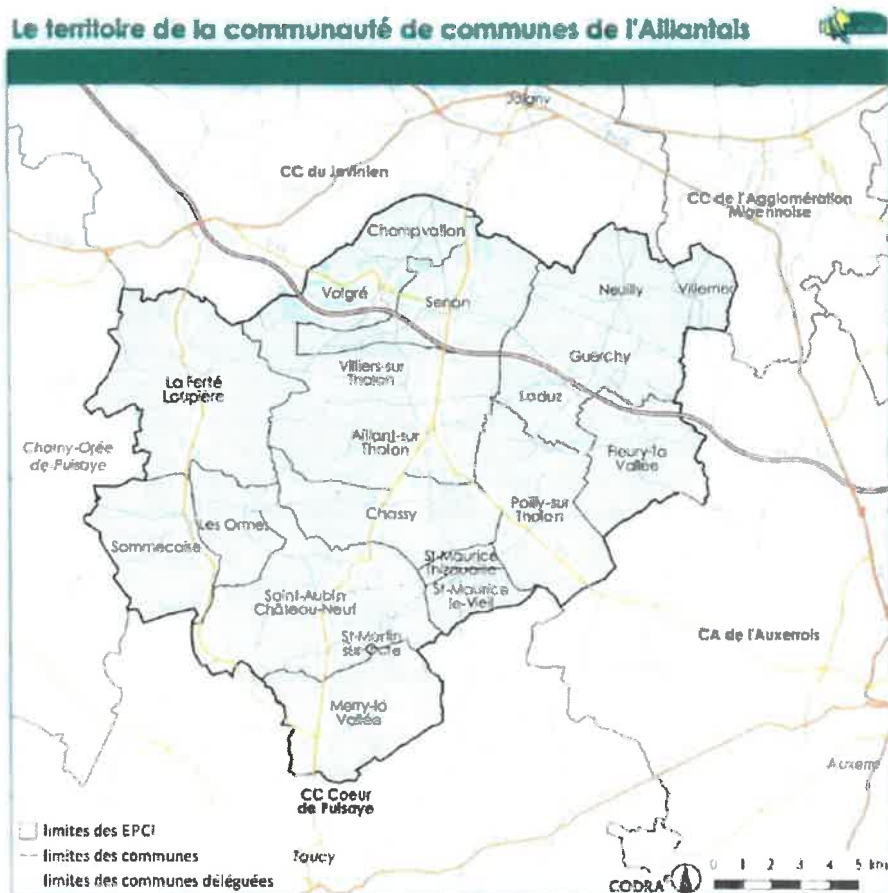 Le territoire de la communauté de communes de l'Aillantais
Joigny
CC du Jovinien
CC de l'Agglomération
Migennoise
Champvallon
Volgré
Senan
Neuilly
Villemer
Guerchy
Villiers-sur
Tholon
La Ferté
Loupière
Laduz
Aillant-sur
Tholon
Fleury-la
Vallée
Charny-Orée
de-Puisaye
Poilly-sur
Tholon
Chassy
Les Ormes
Sommecaise
St-Maurice
Thizouaille
St-Maurice
le-Vieil
Saint-Aubin
Château-Neuf
St-Martin
sur-Ocre
CA de l'Auxerrois
Merry-la
Vallée
Auxerre
CC Coeur
de Puisaye
limites des EPCI
limites des communes
Toucy
limites des communes déléguées
CODRA
0 1 2 3 4 5 km